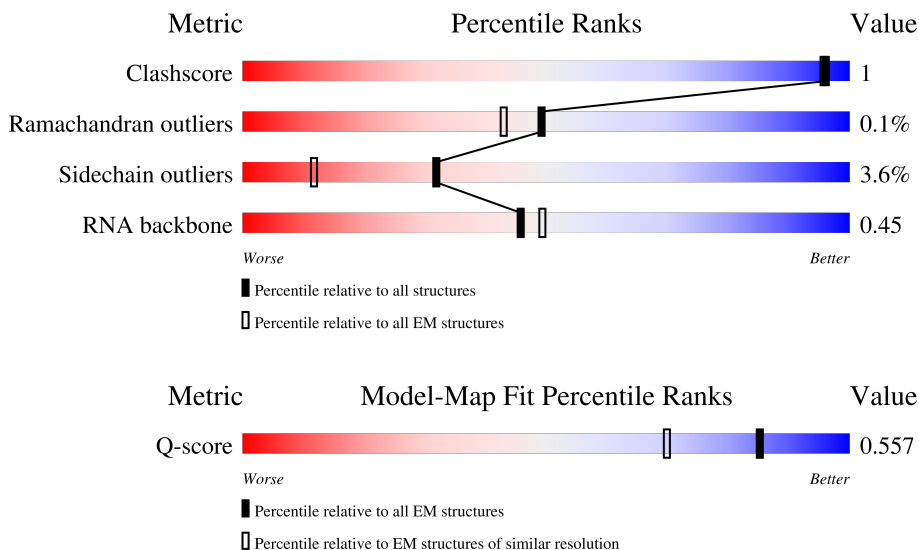 Metric Percentile Ranks Value
Clashscore 1
Ramachandran outliers 0.1%
Sidechain outliers 3.6%
RNA backbone 0.45
Worse Better
Percentile relative to all structures
Percentile relative to all EM structures
Metric Model-Map Fit Percentile Ranks Value
Q-score 0.557
Worse Better
Percentile relative to all EM structures
Percentile relative to EM structures of similar resolution